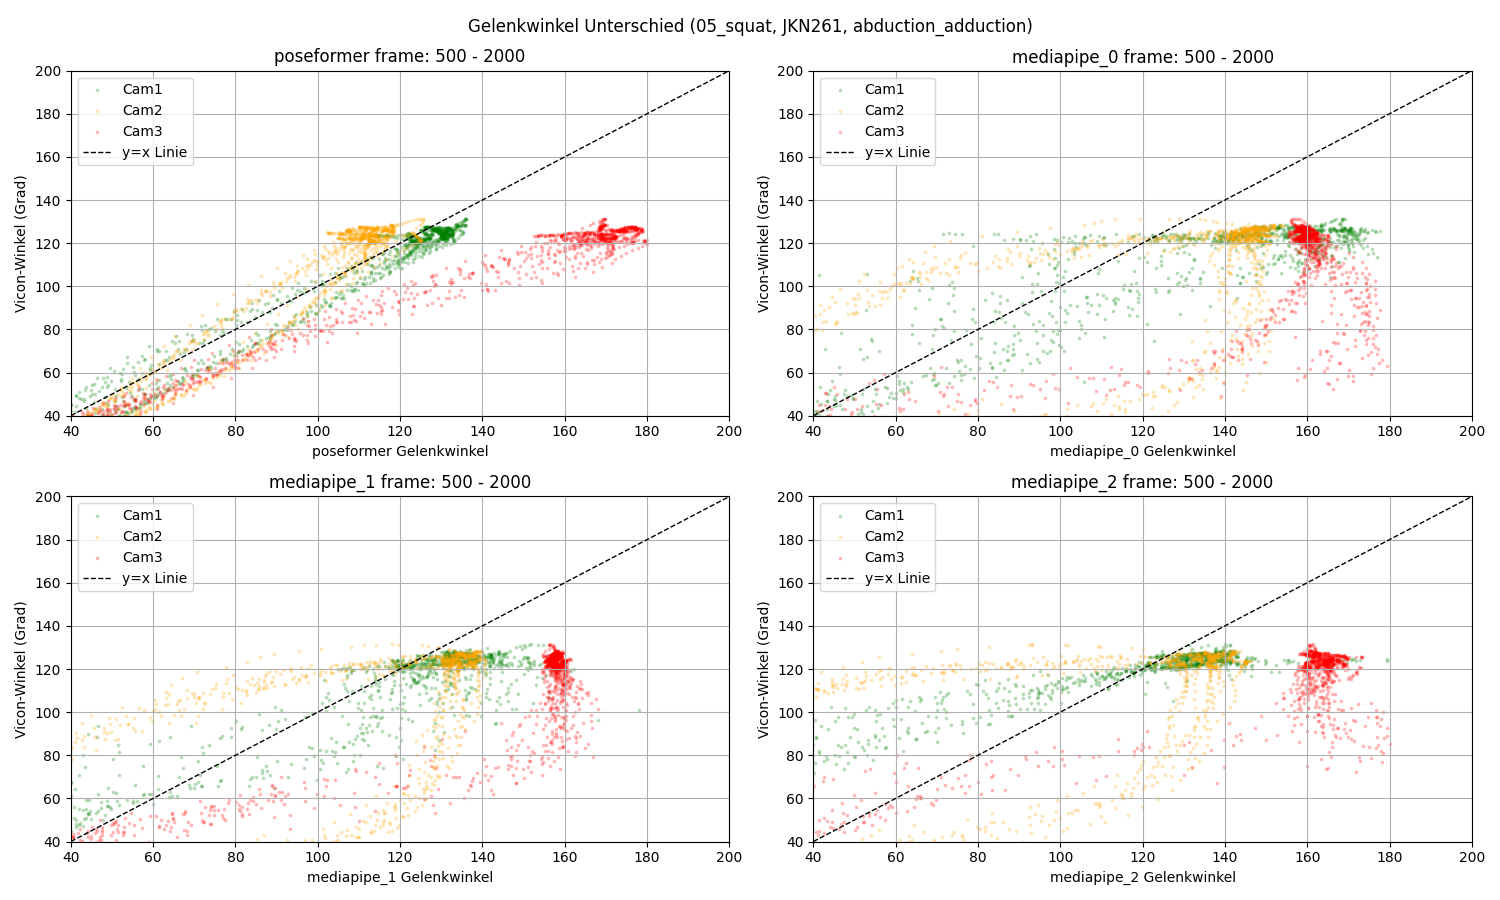 Gelenkwinkel Unterschied (05_squat, JKN261, abduction_adduction)
poseformer frame: 500 - 2000
200
180
160
140
120
100
80
60
40
Vicon-Winkel (Grad)
Cam1
Cam2
Cam3
y=x Linie
40 60 80 100 120 140 160 180 200
poseformer Gelenkwinkel
mediapipe_0 frame: 500 - 2000
200
180
160
140
120
100
80
60
40
Vicon-Winkel (Grad)
Cam1
Cam2
Cam3
y=x Linie
40 60 80 100 120 140 160 180 200
mediapipe_0 Gelenkwinkel
mediapipe_1 frame: 500 - 2000
200
180
160
140
120
100
80
60
40
Vicon-Winkel (Grad)
Cam1
Cam2
Cam3
y=x Linie
40 60 80 100 120 140 160 180 200
mediapipe_1 Gelenkwinkel
mediapipe_2 frame: 500 - 2000
200
180
160
140
120
100
80
60
40
Vicon-Winkel (Grad)
Cam1
Cam2
Cam3
y=x Linie
40 60 80 100 120 140 160 180 200
mediapipe_2 Gelenkwinkel